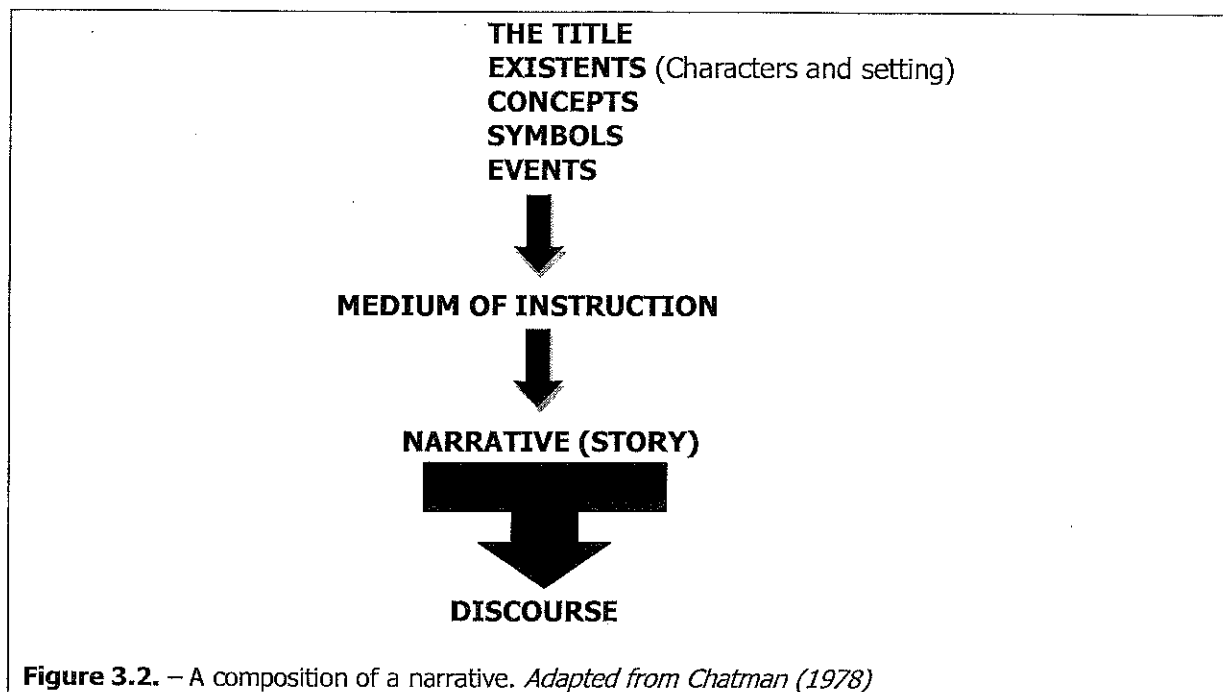 THE TITLE
EXISTENTS (Characters and setting)
CONCEPTS
SYMBOLS
EVENTS
MEDIUM OF INSTRUCTION
NARRATIVE (STORY)
DISCOURSE
Figure 3.2. – A composition of a narrative. Adapted from Chatman (1978)